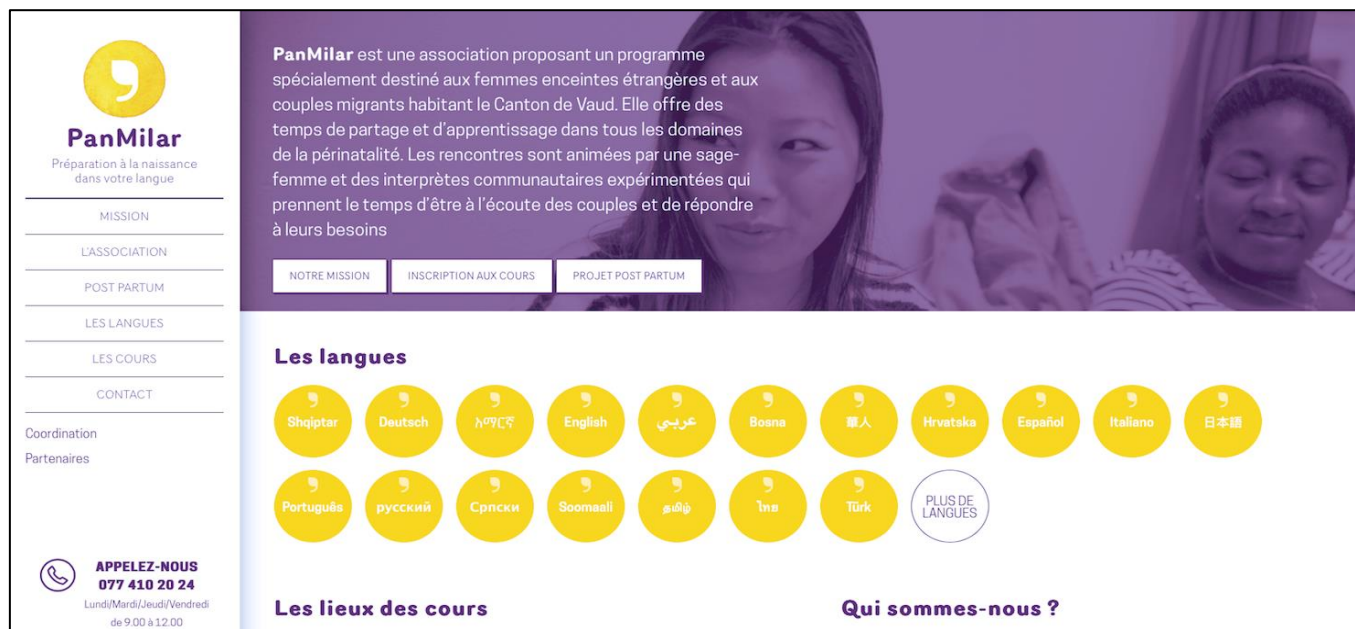 PanMilar
Préparation à la naissance
dans votre langue
MISSION
L'ASSOCIATION
POST PARTUM
LES LANGUES
LES COURS
CONTACT
Coordination
Partenaires
APPELEZ-NOUS
077 410 20 24
Lundi/Mardi/Jeudi/Vendredi
de 9.00 à 12.00
PanMilar est une association proposant un programme
spécialement destiné aux femmes enceintes étrangères et aux
couples migrants habitant le Canton de Vaud. Elle offre des
temps de partage et d'apprentissage dans tous les domaines
de la périnatalité. Les rencontres sont animées par une sage-
femme et des interprètes communautaires expérimentées qui
prennent le temps d'être à l'écoute des couples et de répondre
à leurs besoins
NOTRE MISSION INSCRIPTION AUX COURS PROJET POST PARTUM
Les langues
Shqiptar Deutsch አማርኛ English عربي Bosna 華人 Hrvatska Español Italiano 日本語
Português русский Српски Soomaali தமிழ் ไทย Türk PLUS DE
LANGUES
Les lieux des cours Qui sommes-nous ?